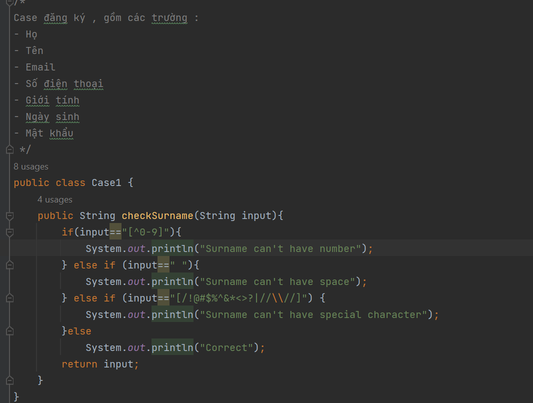 /*
Case đăng ký , gồm các trường :
- Họ
- Tên
- Email
- Số điện thoại
- Giới tính
- Ngày sinh
- Mật khẩu
*/
8 usages
public class Case1 {
4 usages
public String checkSurname(String input){
if(input=="[^0-9]"){
System.out.println("Surname can't have number");
} else if (input==" "){
System.out.println("Surname can't have space");
} else if (input=="[/!@#$%^&*<>?|//\\//]") {
System.out.println("Surname can't have special character");
}else
System.out.println("Correct");
return input;
}
}